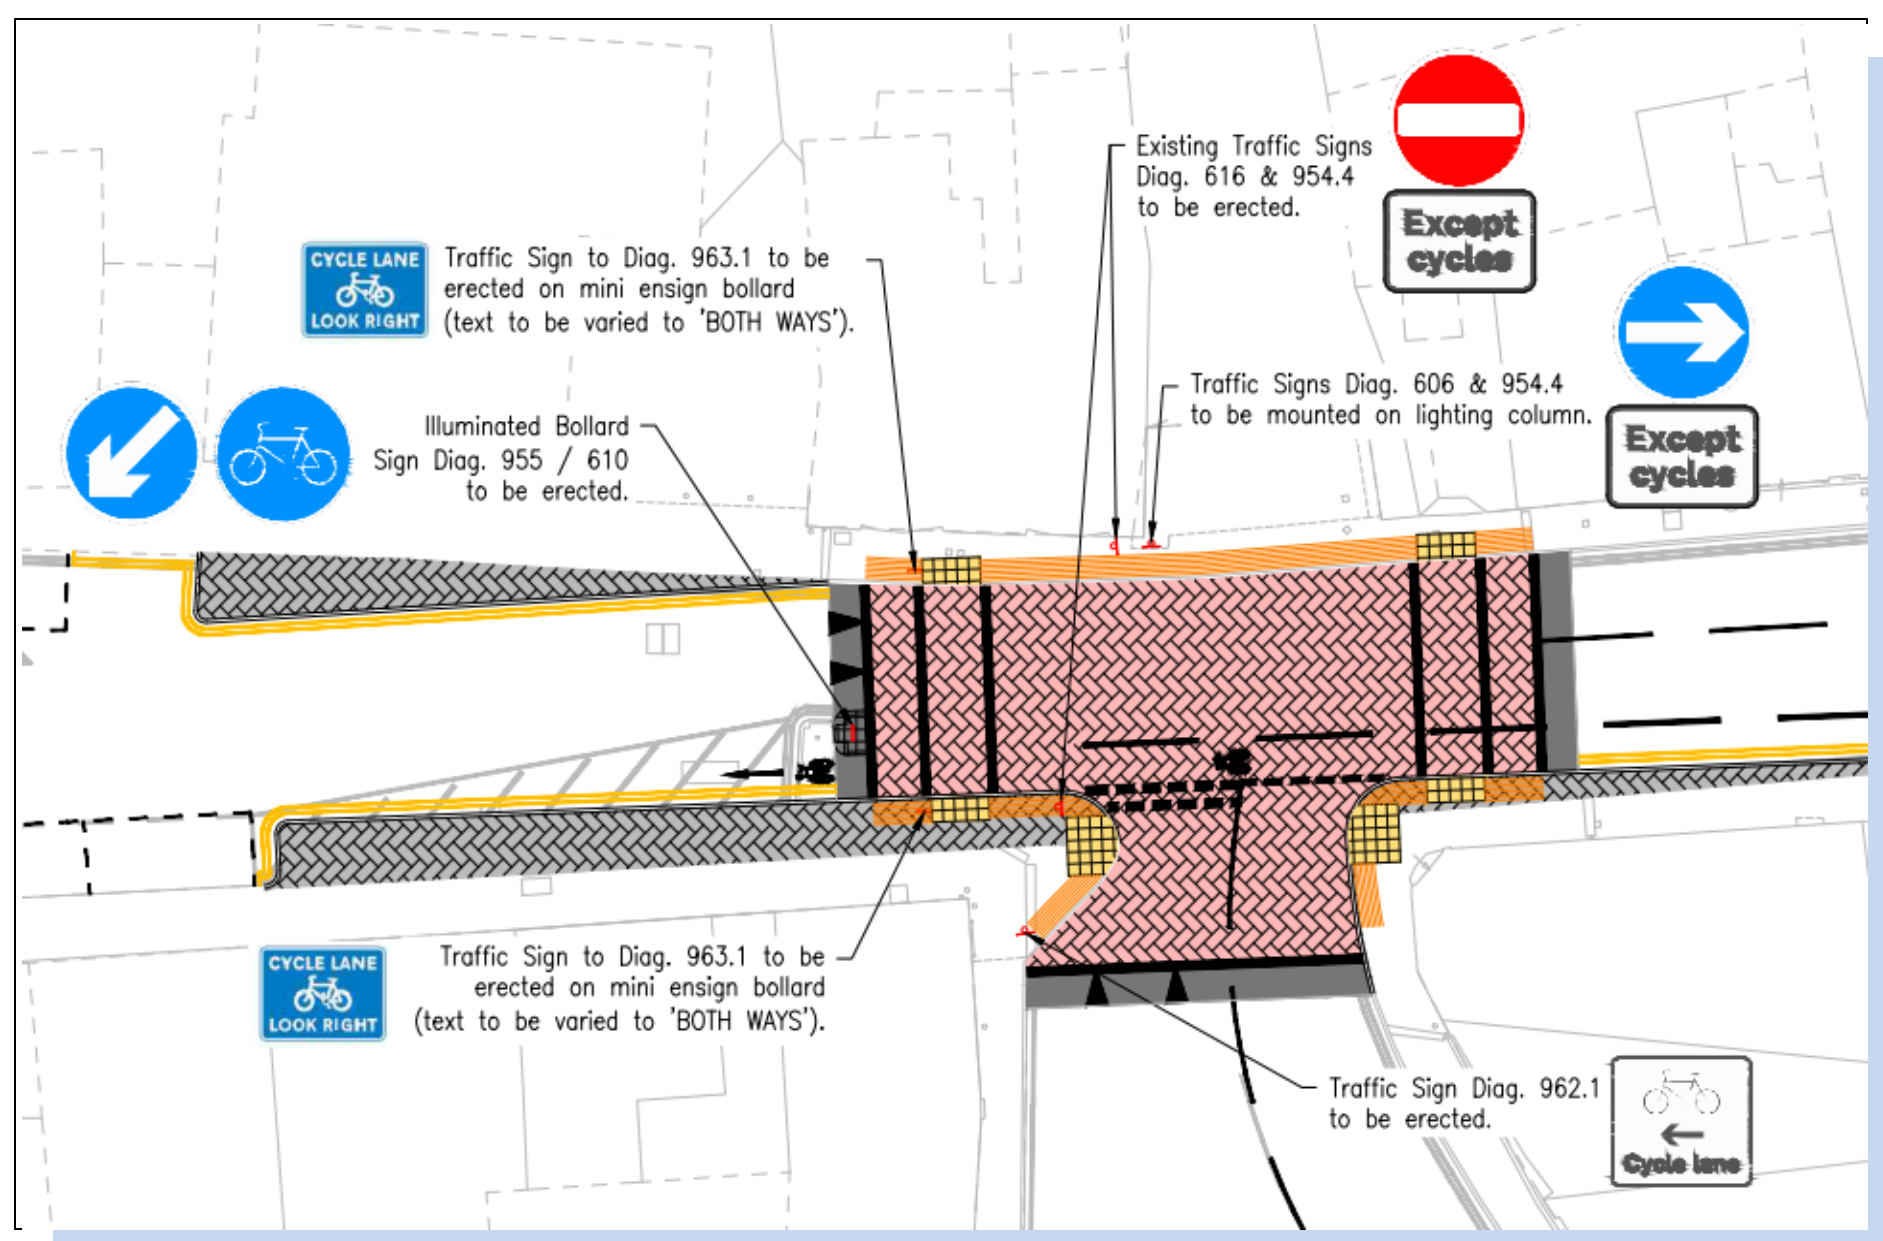 Existing Traffic Signs
Diag. 616 & 954.4
to be erected.
Except
cycles
CYCLE LANE
LOOK RIGHT
Traffic Sign to Diag. 963.1 to be
erected on mini ensign bollard
(text to be varied to 'BOTH WAYS').
Traffic Signs Diag. 606 & 954.4
to be mounted on lighting column.
Except
cycles
Illuminated Bollard
Sign Diag. 955 / 610
to be erected.
CYCLE LANE
LOOK RIGHT
Traffic Sign to Diag. 963.1 to be
erected on mini ensign bollard
(text to be varied to 'BOTH WAYS').
Traffic Sign Diag. 962.1
to be erected.
Cycle lane